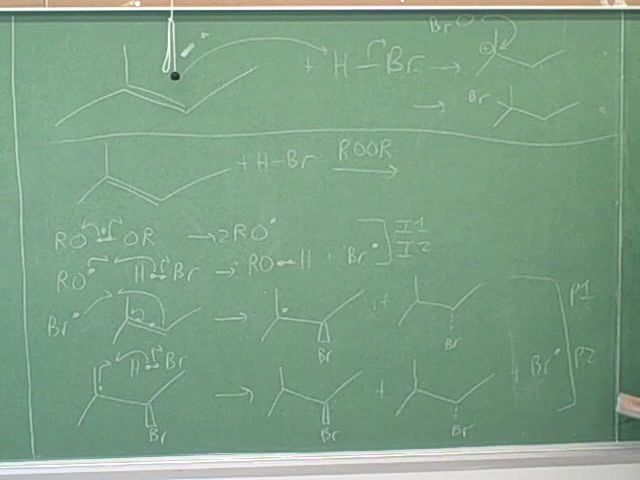 Br⊖
+ H-Br → ⊕
→ Br
+ H-Br ROOR →
RO-OR → 2RO• I1
RO• H-Br → RO-H Br• I2
Br• → • Br + Br P1
• H-Br Br → Br + Br + Br• P2